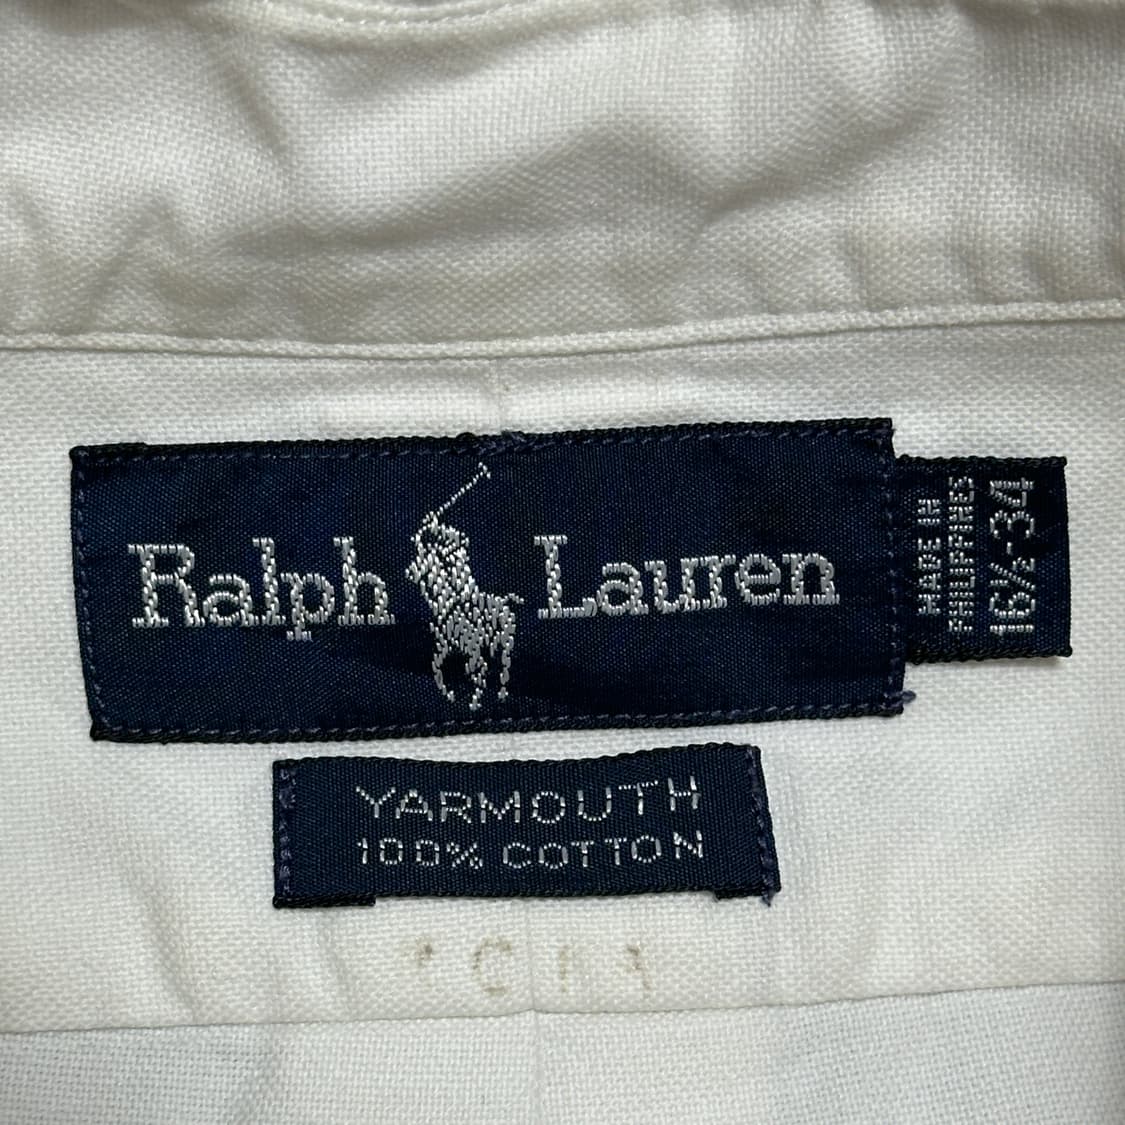 Ralph Lauren
MADE IN
PHILIPPINES
16½-34
YARMOUTH
100% COTTON